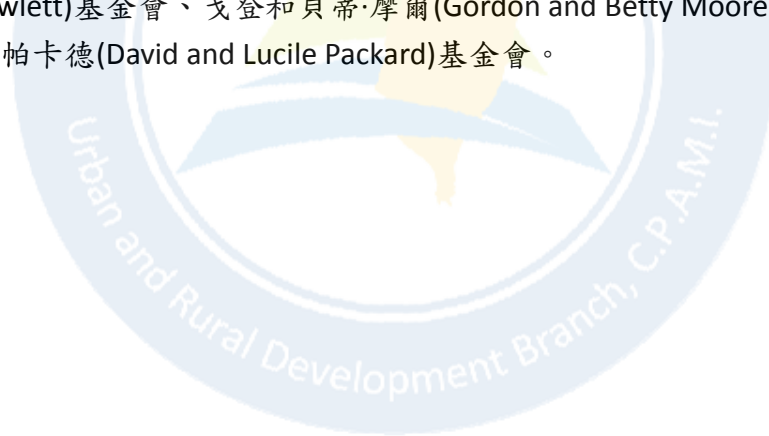 wlett)基金會、戈登和貝蒂·摩爾(Gordon and Betty Moore
帕卡德(David and Lucile Packard)基金會。
Urban and Rural Development Branch, C.P.A.M.I.